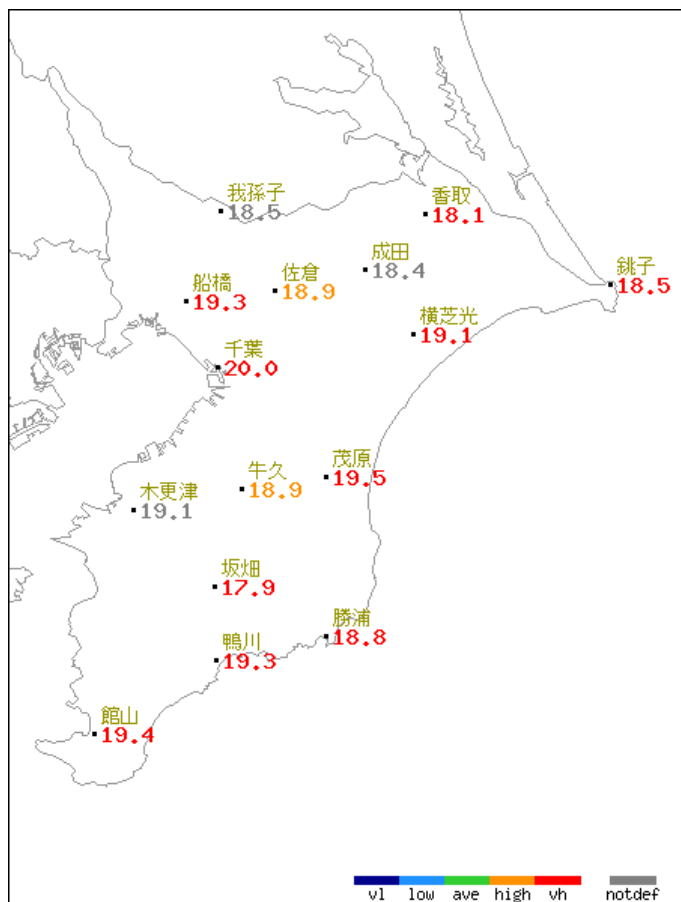 我孫子
18.5
香取
18.1
成田
18.4
佐倉
18.9
船橋
19.3
銚子
18.5
横芝光
19.1
千葉
20.0
茂原
19.5
牛久
18.9
木更津
19.1
坂畑
17.9
勝浦
18.8
鴨川
19.3
館山
19.4
vl low ave high vh notdef